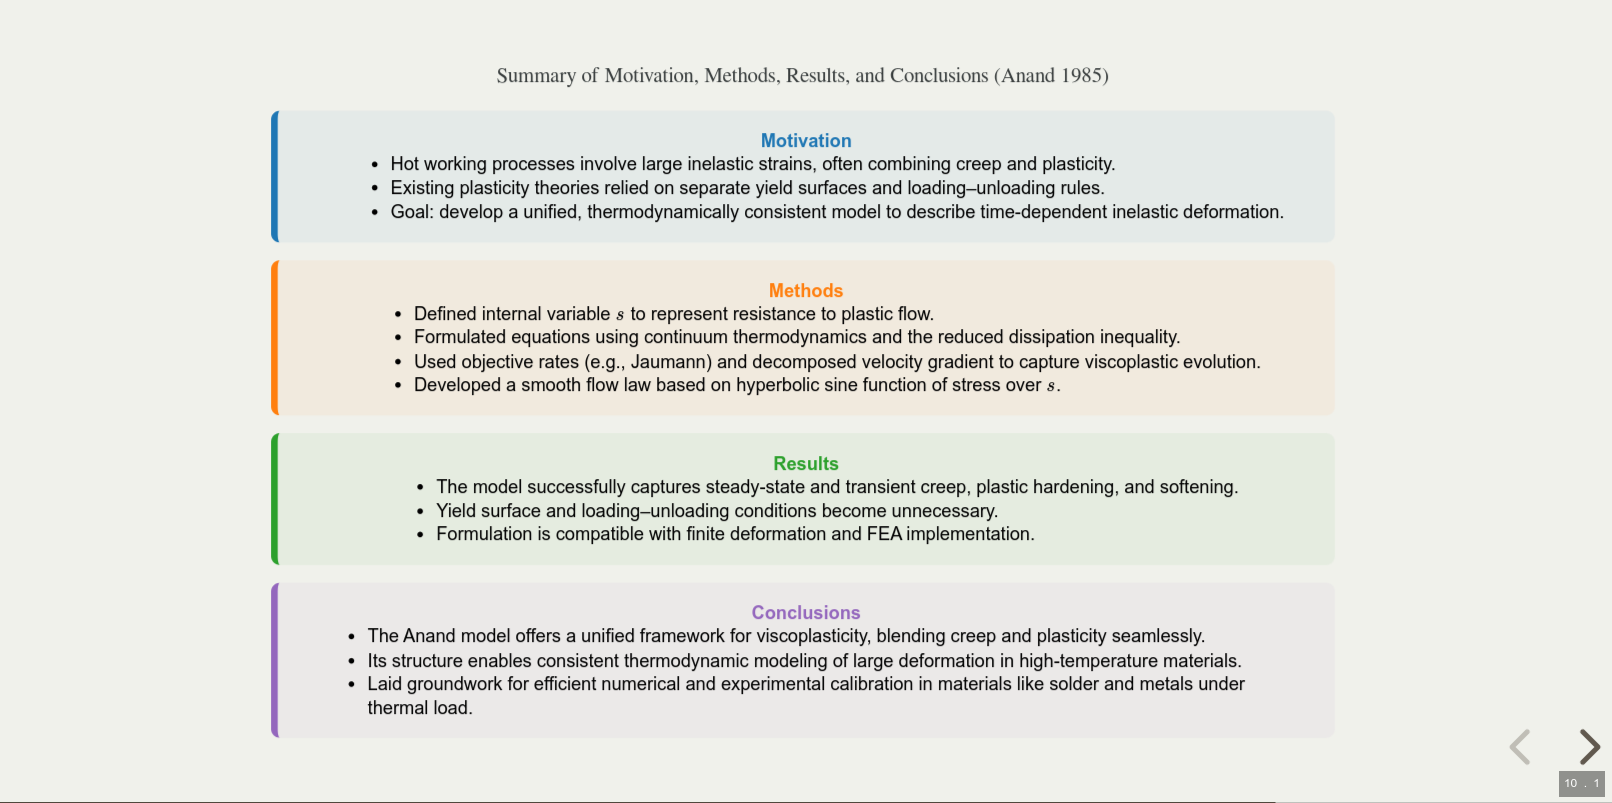 Summary of Motivation, Methods, Results, and Conclusions (Anand 1985)
Motivation
• Hot working processes involve large inelastic strains, often combining creep and plasticity.
• Existing plasticity theories relied on separate yield surfaces and loading–unloading rules.
• Goal: develop a unified, thermodynamically consistent model to describe time-dependent inelastic deformation.
Methods
• Defined internal variable s to represent resistance to plastic flow.
• Formulated equations using continuum thermodynamics and the reduced dissipation inequality.
• Used objective rates (e.g., Jaumann) and decomposed velocity gradient to capture viscoplastic evolution.
• Developed a smooth flow law based on hyperbolic sine function of stress over s.
Results
• The model successfully captures steady-state and transient creep, plastic hardening, and softening.
• Yield surface and loading–unloading conditions become unnecessary.
• Formulation is compatible with finite deformation and FEA implementation.
Conclusions
• The Anand model offers a unified framework for viscoplasticity, blending creep and plasticity seamlessly.
• Its structure enables consistent thermodynamic modeling of large deformation in high-temperature materials.
• Laid groundwork for efficient numerical and experimental calibration in materials like solder and metals under
thermal load.
10 . 1